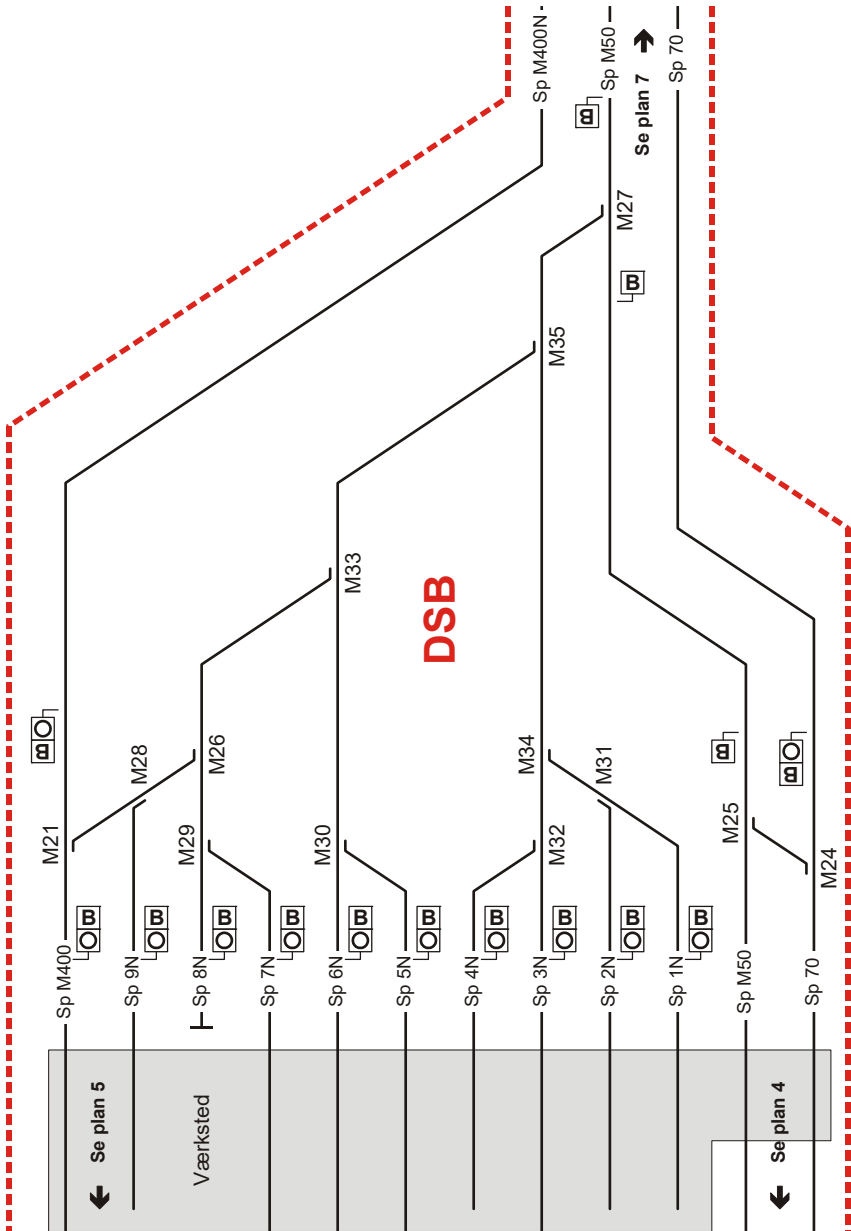 Sp M400N
Sp M50
Se plan 7
Sp 70
B
M27
B
M35
M33
DSB
B
M28
M26
M34
M31
B
B
M21
M29
M30
M32
M25
M24
B
B
B
B
B
B
B
B
B
B
Sp M400
Sp 9N
Sp 8N
Sp 7N
Sp 6N
Sp 5N
Sp 4N
Sp 3N
Sp 2N
Sp 1N
Sp M50
Sp 70
Se plan 5
Værksted
Se plan 4